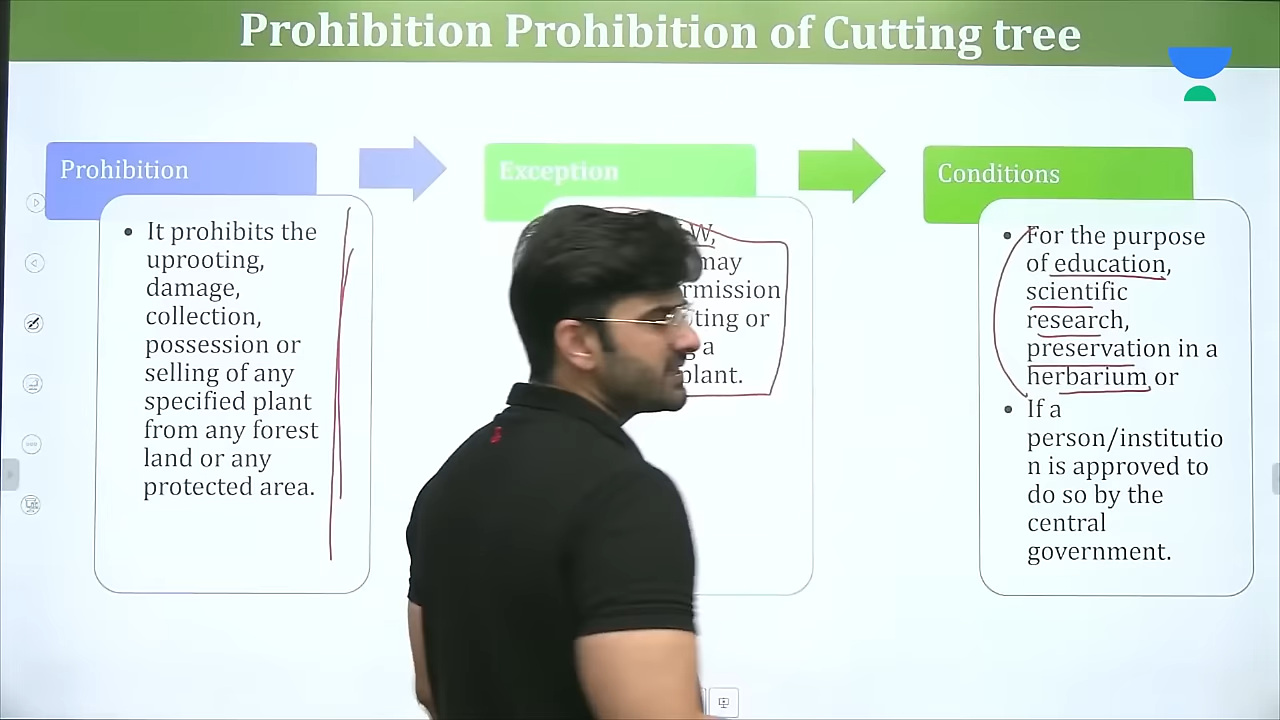 Prohibition Prohibition of Cutting tree
Prohibition
It prohibits the
uprooting,
damage,
collection,
possession or
selling of any
specified plant
from any forest
land or any
protected area.
Exception
W,
may
or
a
plant.
Conditions
For the purpose
of education,
scientific
research,
preservation in a
herbarium or
If a
person/institutio
n is approved to
do so by the
central
government.